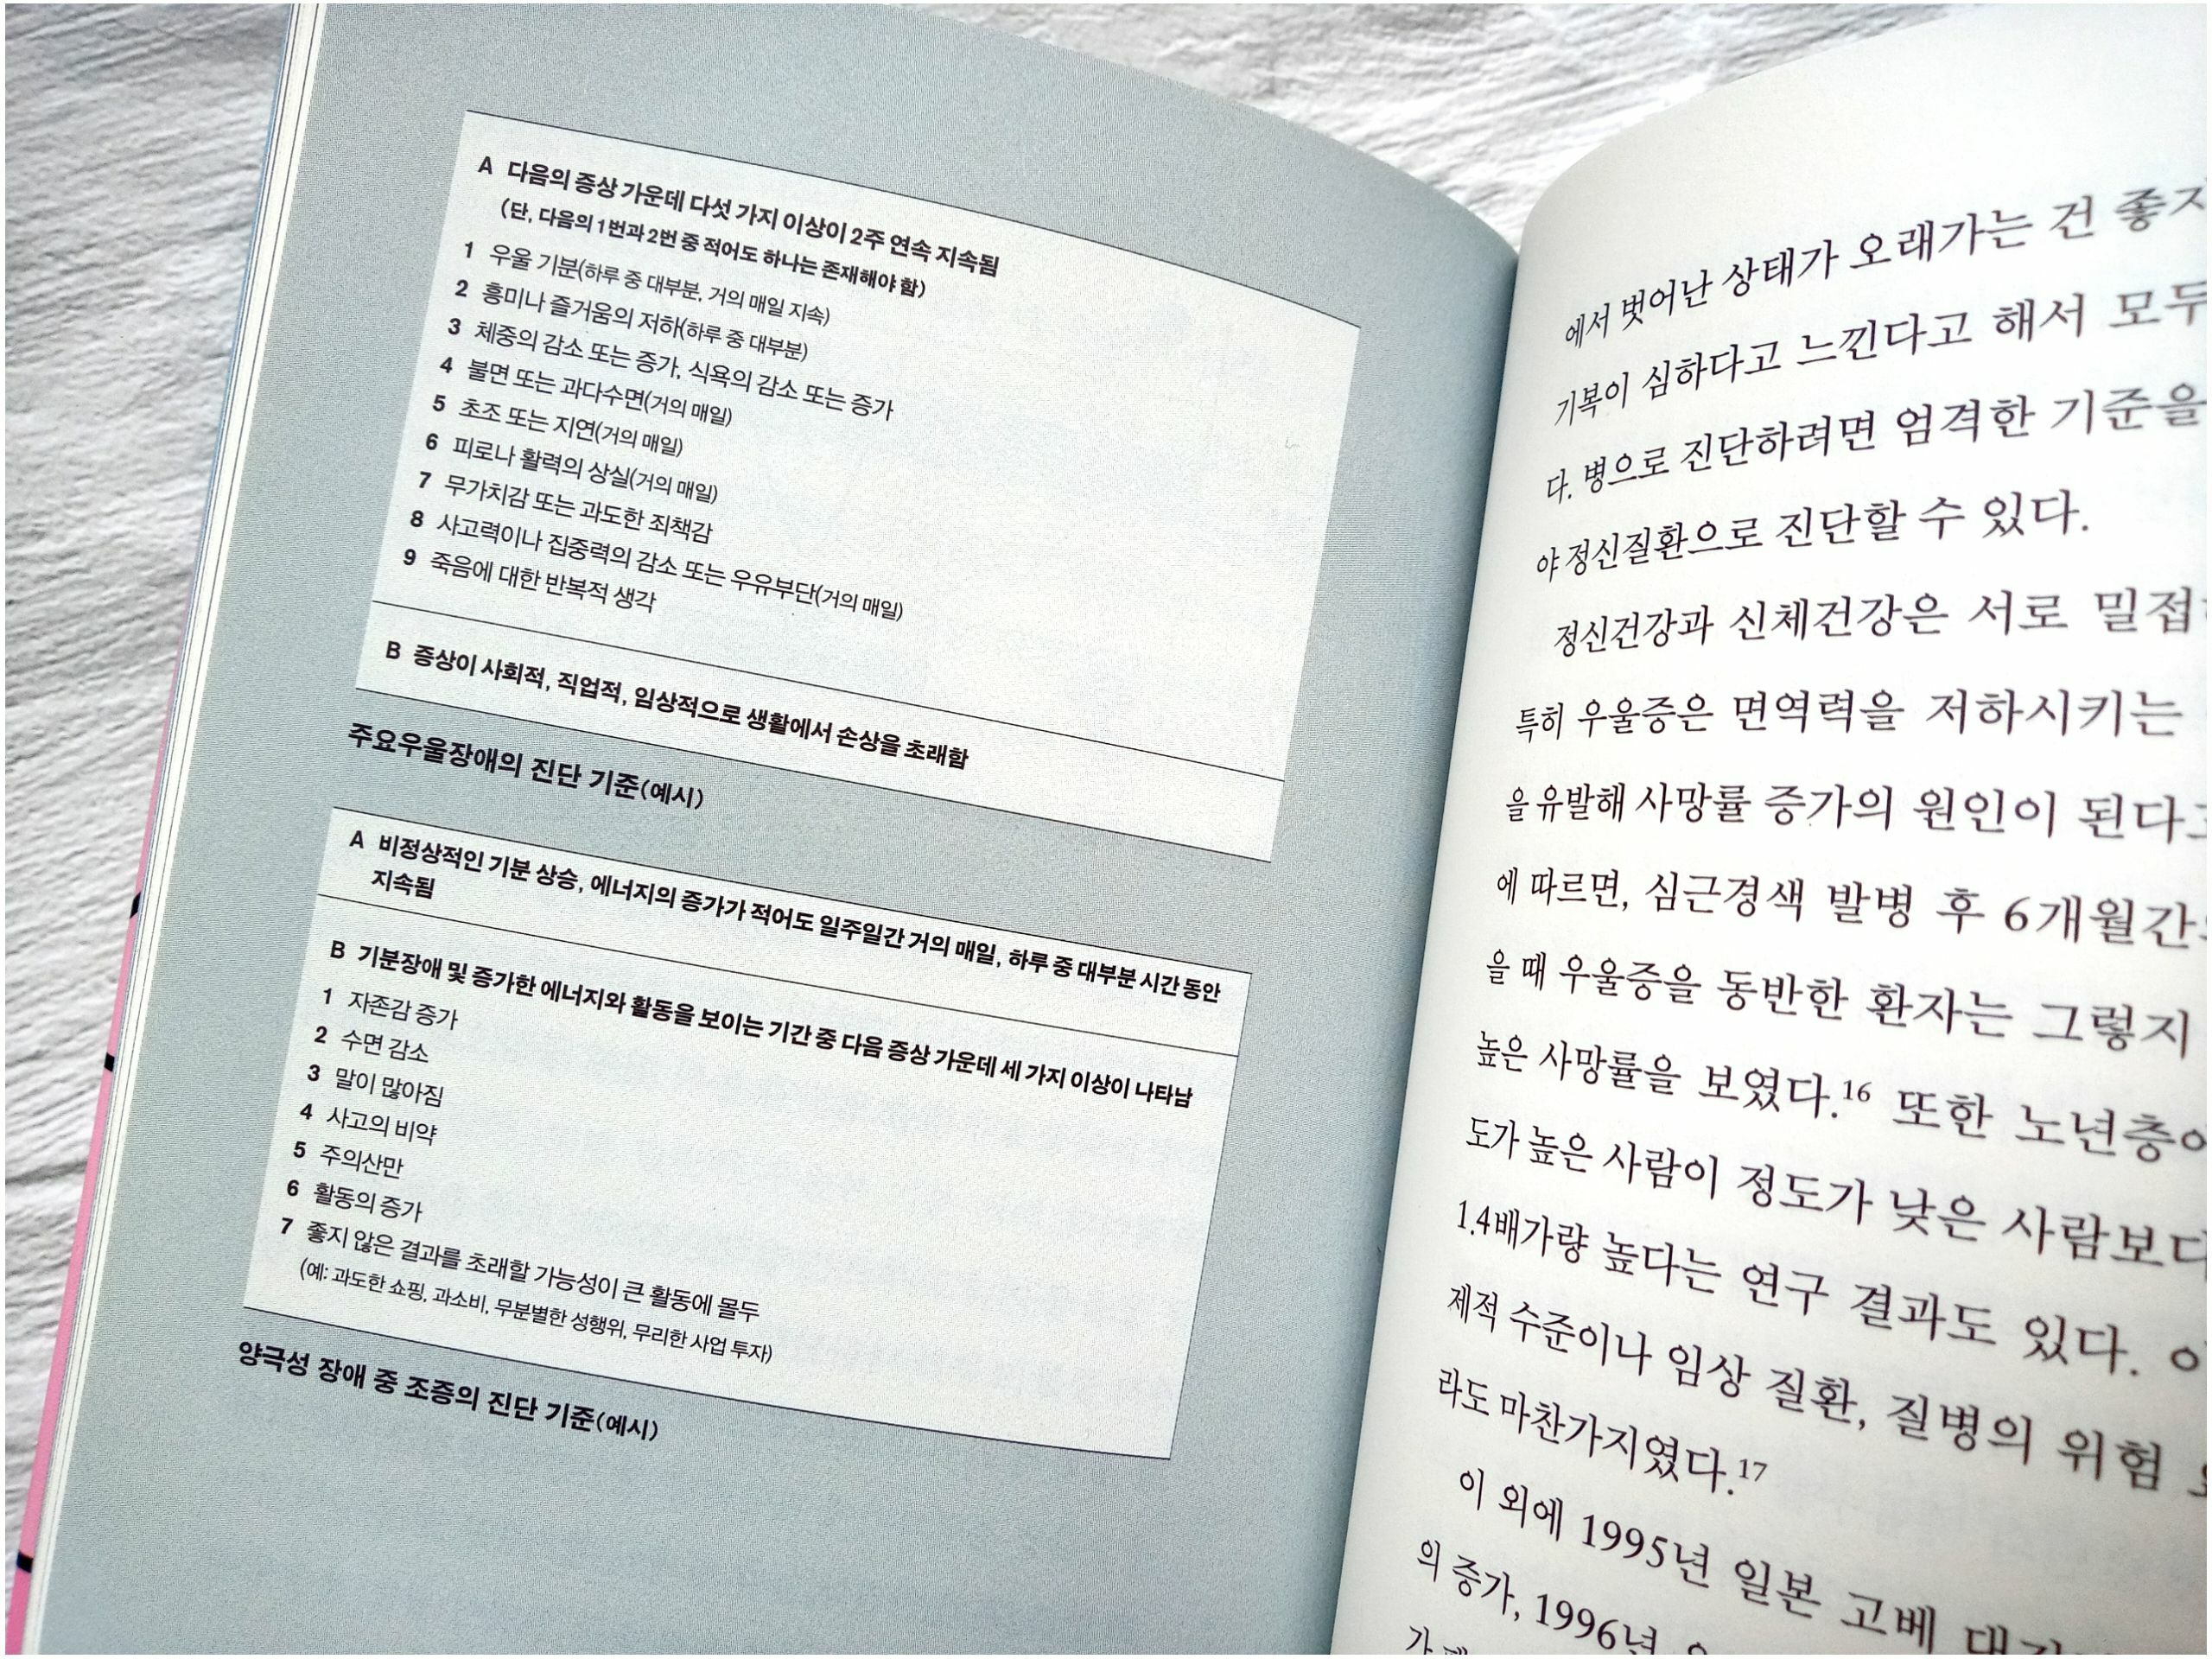 A 다음의 증상 가운데 다섯 가지 이상이 2주 연속 지속됨
(단, 다음의 1번과 2번 중 적어도 하나는 존재해야 함)
1 우울 기분(하루 중 대부분, 거의 매일 지속)
2 흥미나 즐거움의 저하(하루 중 대부분)
3 체중의 감소 또는 증가, 식욕의 감소 또는 증가
4 불면 또는 과다수면(거의 매일)
5 초조 또는 지연(거의 매일)
6 피로나 활력의 상실(거의 매일)
7 무가치감 또는 과도한 죄책감
8 사고력이나 집중력의 감소 또는 우유부단(거의 매일)
9 죽음에 대한 반복적 생각
B 증상이 사회적, 직업적, 임상적으로 생활에서 손상을 초래함
주요우울장애의 진단 기준(예시)
A 비정상적인 기분 상승, 에너지의 증가가 적어도 일주일간 거의 매일, 하루 중 대부분 시간 동안
지속됨
B 기분장애 및 증가한 에너지와 활동을 보이는 기간 중 다음 증상 가운데 세 가지 이상이 나타남
1 자존감 증가
2 수면 감소
3 말이 많아짐
4 사고의 비약
5 주의산만
6 활동의 증가
7 좋지 않은 결과를 초래할 가능성이 큰 활동에 몰두
(예: 과도한 쇼핑, 과소비, 무분별한 성행위, 무리한 사업 투자)
양극성 장애 중 조증의 진단 기준(예시)
에서 벗어난 상태가 오래가는 건
기복이 심하다고 느낀다고 해서 모두
다. 병으로 진단하려면 엄격한 기준을
야 정신질환으로 진단할 수 있다.
정신건강과 신체건강은 서로 밀접
특히 우울증은 면역력을 저하시키는
을 유발해 사망률 증가의 원인이 된다
에 따르면, 심근경색 발병 후 6개월간
을 때 우울증을 동반한 환자는 그렇지
높은 사망률을 보였다.16 또한 노년층
도가 높은 사람이 정도가 낮은 사람보다
1.4배가량 높다는 연구 결과도 있다.
제적 수준이나 임상 질환, 질병의 위험
라도 마찬가지였다.17
이 외에 1995년 일본 고베
의 증가, 1996년